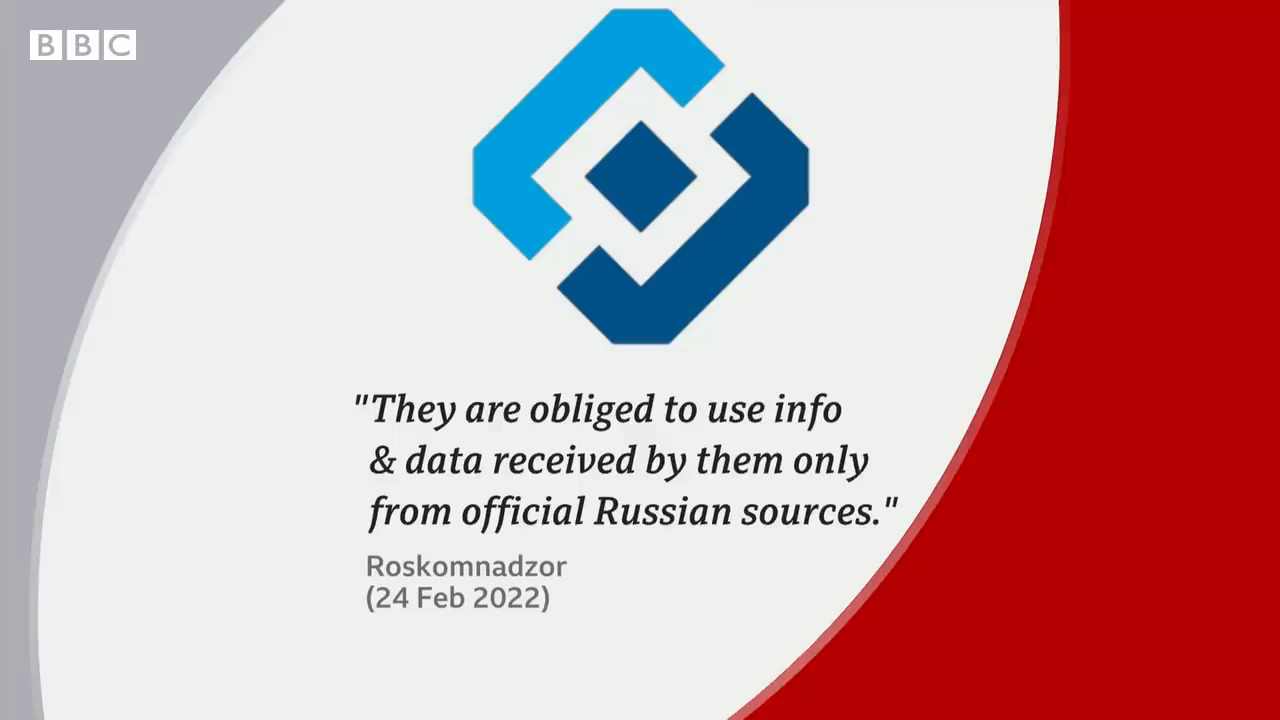 BBC
"They are obliged to use info
& data received by them only
from official Russian sources."
Roskomnadzor
(24 Feb 2022)